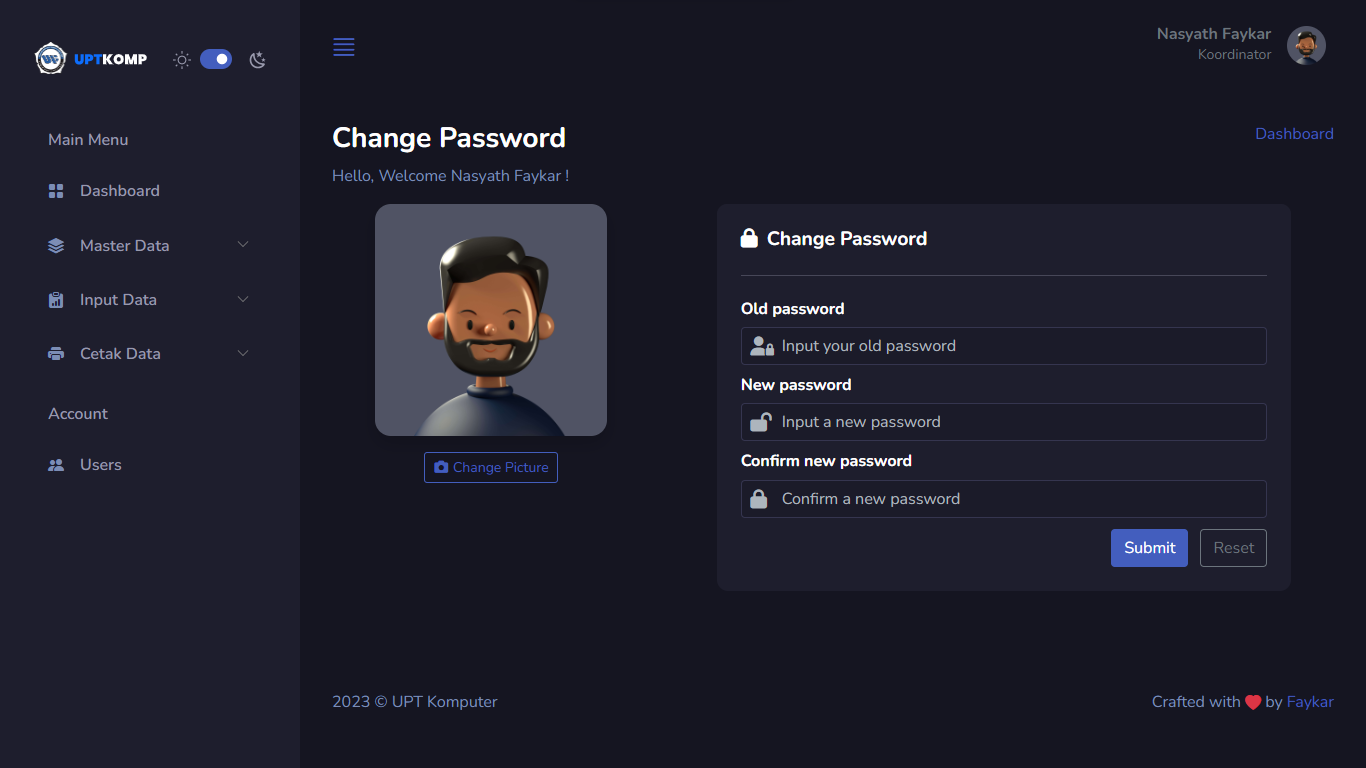 UPTKOMP
Main Menu
Dashboard
Master Data
Input Data
Cetak Data
Account
Users
Nasyath Faykar
Koordinator
Change Password
Dashboard
Hello, Welcome Nasyath Faykar !
Change Picture
Change Password
Old password
Input your old password
New password
Input a new password
Confirm new password
Confirm a new password
Submit
Reset
2023 © UPT Komputer
Crafted with ❤ by Faykar